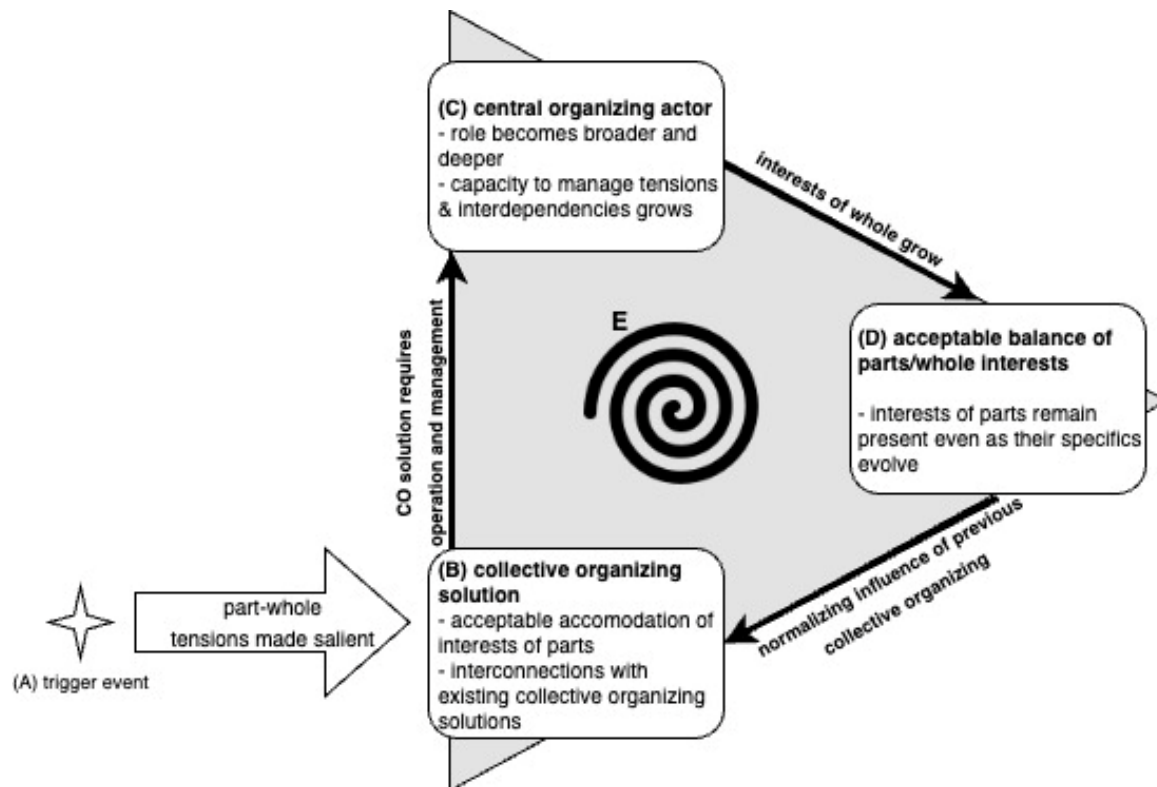 (C) central organizing actor
- role becomes broader and
deeper
- capacity to manage tensions
& interdependencies grows
interests of whole grow
E
(D) acceptable balance of
parts/whole interests
- interests of parts remain
present even as their specifics
evolve
CO solution requires
operation and management
normalizing influence of previous
collective organizing
(B) collective organizing
solution
- acceptable accomodation of
interests of parts
- interconnections with
existing collective organizing
solutions
part-whole
tensions made salient
(A) trigger event